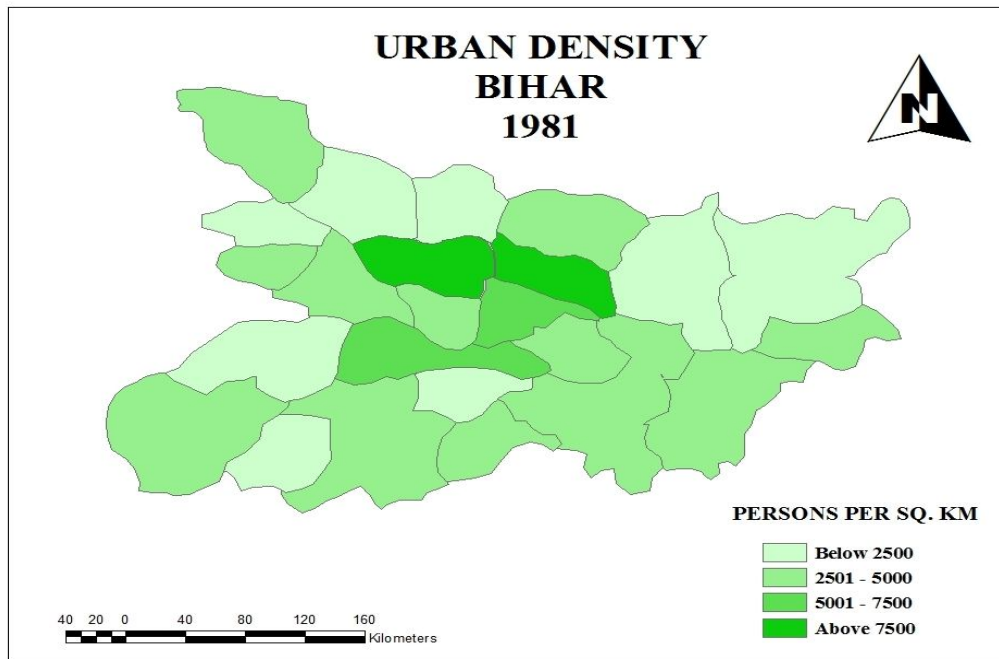 URBAN DENSITY
BIHAR
1981
N
PERSONS PER SQ. KM
Below 2500
2501 - 5000
5001 - 7500
Above 7500
40 20 0 40 80 120 160
Kilometers